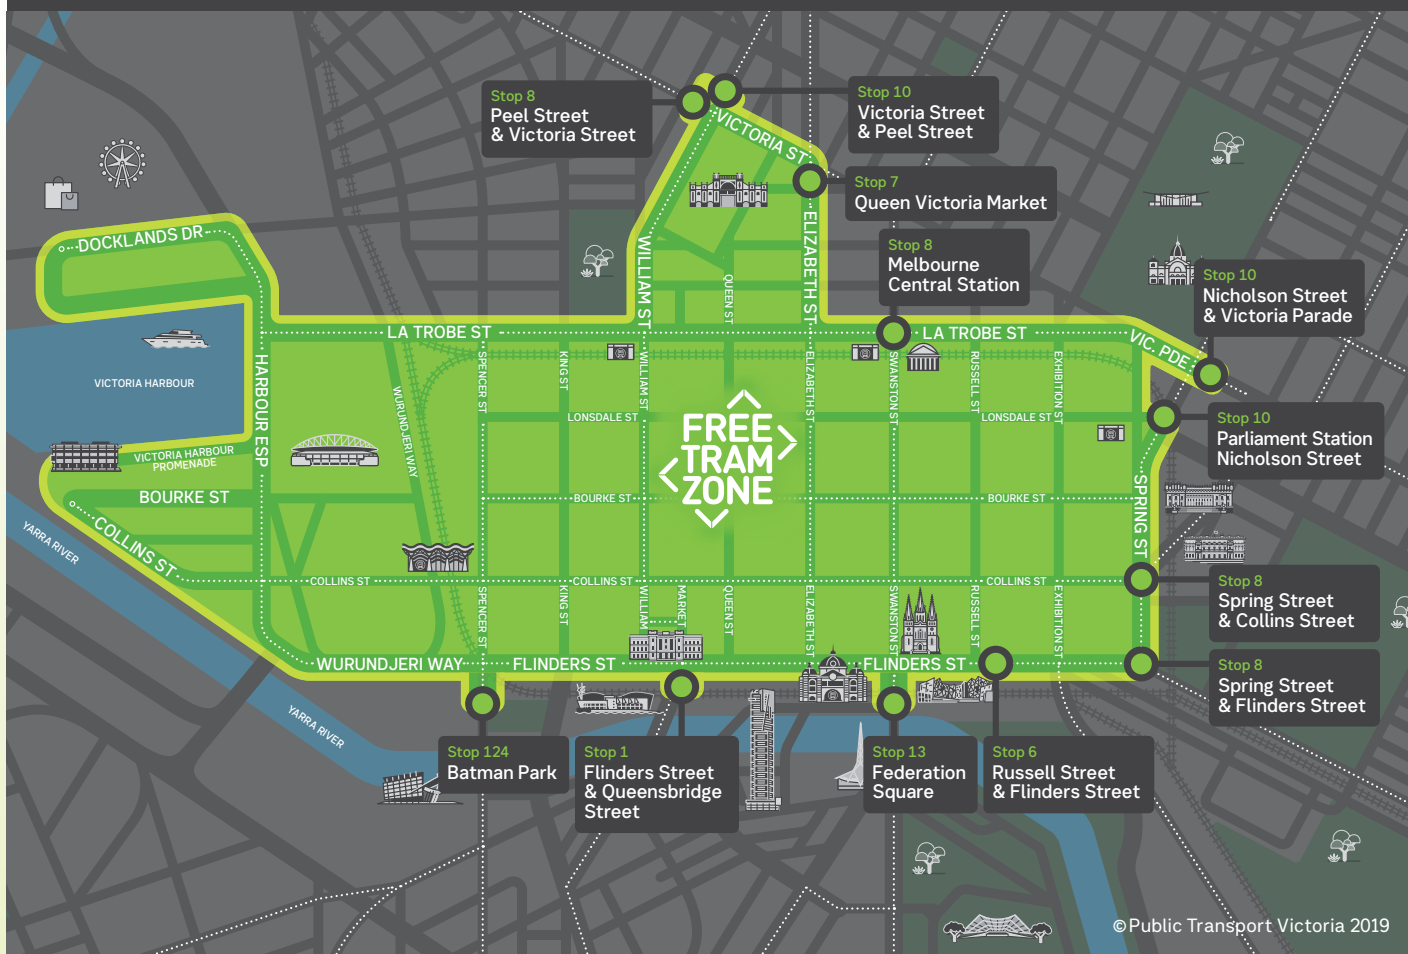 Stop 8
Peel Street
& Victoria Street
Stop 10
Victoria Street
& Peel Street
VICTORIA ST
Stop 7
Queen Victoria Market
Stop 8
Melbourne
Central Station
Stop 10
Nicholson Street
& Victoria Parade
DOCKLANDS DR
WILLIAM ST
QUEEN ST
ELIZABETH ST
LA TROBE ST
LA TROBE ST
VIC. PDE
HARBOUR ESP
VICTORIA HARBOUR
WURUNDJERI WAY
SPENCER ST
KING ST
WILLIAM ST
ELIZABETH ST
SWANSTON ST
RUSSELL ST
EXHIBITION ST
LONSDALE ST
LONSDALE ST
FREE
TRAM
ZONE
Stop 10
Parliament Station
Nicholson Street
VICTORIA HARBOUR
PROMENADE
BOURKE ST
BOURKE ST
BOURKE ST
SPRING ST
COLLINS ST
YARRA RIVER
COLLINS ST
COLLINS ST
COLLINS ST
SPENCER ST
KING ST
WILLIAM
MARKET
QUEEN ST
ELIZABETH ST
SWANSTON ST
RUSSELL ST
EXHIBITION ST
Stop 8
Spring Street
& Collins Street
WURUNDJERI WAY
FLINDERS ST
FLINDERS ST
Stop 8
Spring Street
& Flinders Street
YARRA RIVER
Stop 124
Batman Park
Stop 1
Flinders Street
& Queensbridge
Street
Stop 13
Federation
Square
Stop 6
Russell Street
& Flinders Street
©Public Transport Victoria 2019